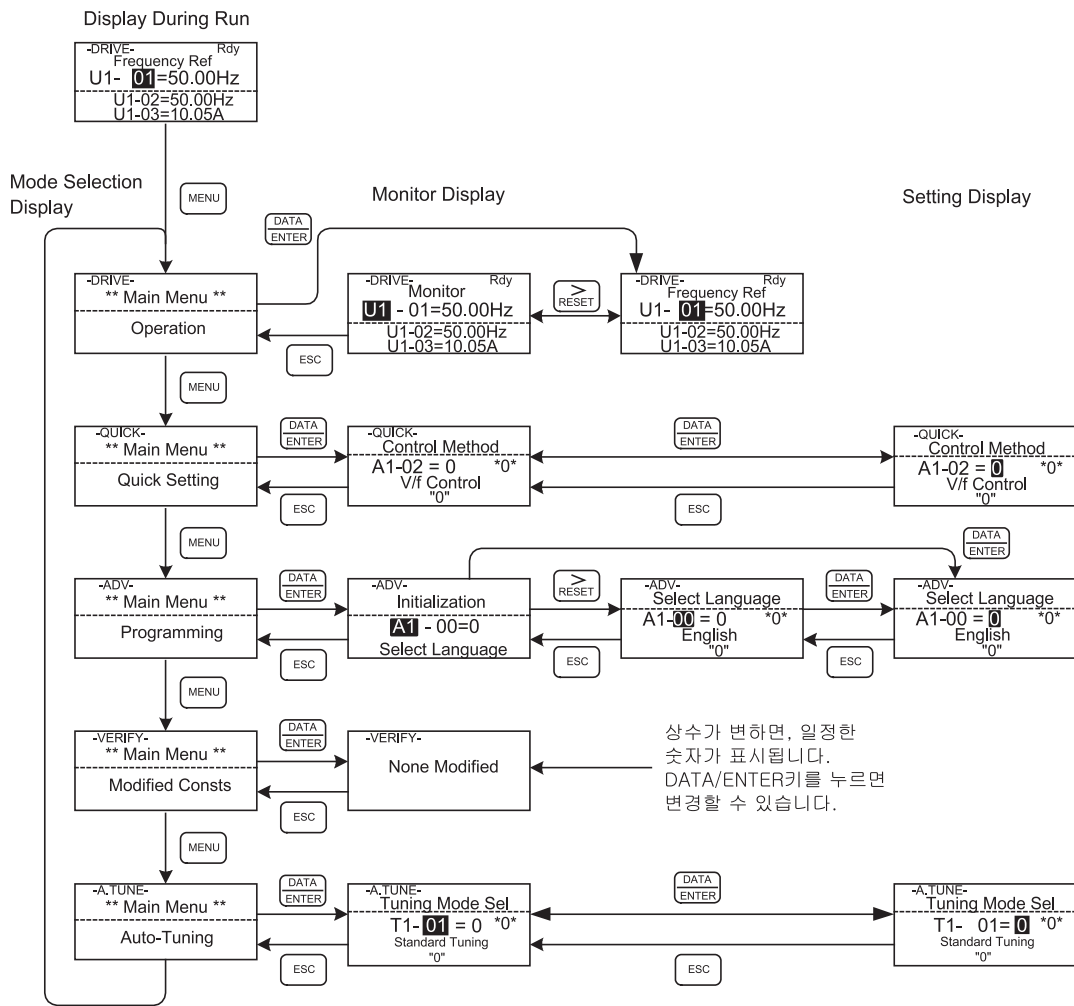 Display During Run
-DRIVE- Rdy
Frequency Ref
U1- 01=50.00Hz
U1-02=50.00Hz
U1-03=10.05A
Mode Selection
Display
MENU
Monitor Display
Setting Display
DATA
ENTER
-DRIVE-
** Main Menu **
Operation
-DRIVE- Rdy
Monitor
U1 - 01=50.00Hz
U1-02=50.00Hz
U1-03=10.05A
>
RESET
-DRIVE- Rdy
Frequency Ref
U1- 01=50.00Hz
U1-02=50.00Hz
U1-03=10.05A
ESC
MENU
-QUICK-
** Main Menu **
Quick Setting
DATA
ENTER
ESC
-QUICK-
Control Method
A1-02 = 0 *0*
V/f Control
"0"
DATA
ENTER
ESC
-QUICK-
Control Method
A1-02 = 0 *0*
V/f Control
"0"
MENU
DATA
ENTER
-ADV-
** Main Menu **
Programming
DATA
ENTER
ESC
-ADV-
Initialization
A1 - 00=0
Select Language
>
RESET
ESC
-ADV-
Select Language
A1-00 = 0 *0*
English
"0"
DATA
ENTER
ESC
-ADV-
Select Language
A1-00 = 0 *0*
English
"0"
MENU
-VERIFY-
** Main Menu **
Modified Consts
DATA
ENTER
ESC
-VERIFY-
None Modified
상수가 변하면, 일정한
숫자가 표시됩니다.
DATA/ENTER키를 누르면
변경할 수 있습니다.
MENU
-A.TUNE-
** Main Menu **
Auto-Tuning
DATA
ENTER
ESC
-A.TUNE-
Tuning Mode Sel
T1- 01 = 0 *0*
Standard Tuning
"0"
DATA
ENTER
ESC
-A.TUNE-
Tuning Mode Sel
T1- 01= 0 *0*
Standard Tuning
"0"